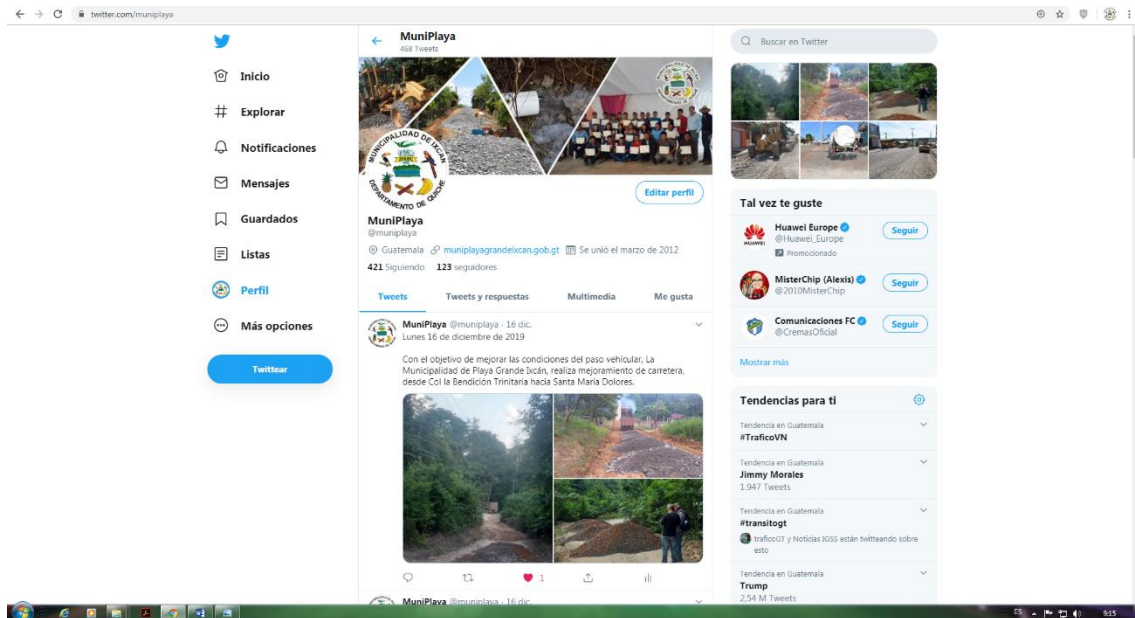 twitter.com/muniplaya
Inicio
Explorar
Notificaciones
Mensajes
Guardados
Listas
Perfil
Más opciones
Twittear
MuniPlaya
468 Tweets
MUNICIPALIDAD DE IXCAN
DEPARTAMENTO DE QUICHE
Editar perfil
MuniPlaya
@muniplaya
Guatemala muniplayagrandeixcan.gob.gt Se unió el marzo de 2012
421 Siguiendo 123 seguidores
Tweets Tweets y respuestas Multimedia Me gusta
MuniPlaya @muniplaya · 16 dic.
Lunes 16 de diciembre de 2019
Con el objetivo de mejorar las condiciones del paso vehicular, La
Municipalidad de Playa Grande Ixcán, realiza mejoramiento de carretera,
desde Col la Bendición Trinitaria hacia Santa María Dolores.
1
MuniPlaya @muniplaya · 16 dic.
Buscar en Twitter
Tal vez te guste
Huawei Europe
@Huawei_Europe
Promocionado
Seguir
HUAWEI
MisterChip (Alexis)
@2010MisterChip
Seguir
Comunicaciones FC
@CremasOficial
Seguir
Mostrar más
Tendencias para ti
Tendencia en Guatemala
#TraficoVN
Tendencia en Guatemala
Jimmy Morales
1.947 Tweets
Tendencia en Guatemala
#transitogt
traficoGT y Noticias IGSS están twitteando sobre
esto
Tendencia en Guatemala
Trump
2,54 M Tweets
ES 9:15